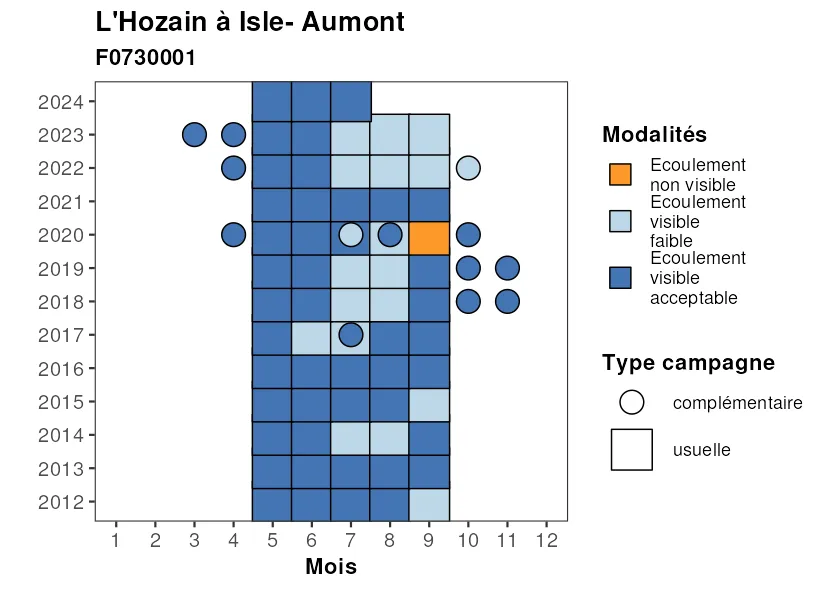 L'Hozain à Isle- Aumont
F0730001
2024
2023
2022
2021
2020
2019
2018
2017
2016
2015
2014
2013
2012
1 2 3 4 5 6 7 8 9 10 11 12
Mois
Modalités
Ecoulement
non visible
Ecoulement
visible
faible
Ecoulement
visible
acceptable
Type campagne
complémentaire
usuelle